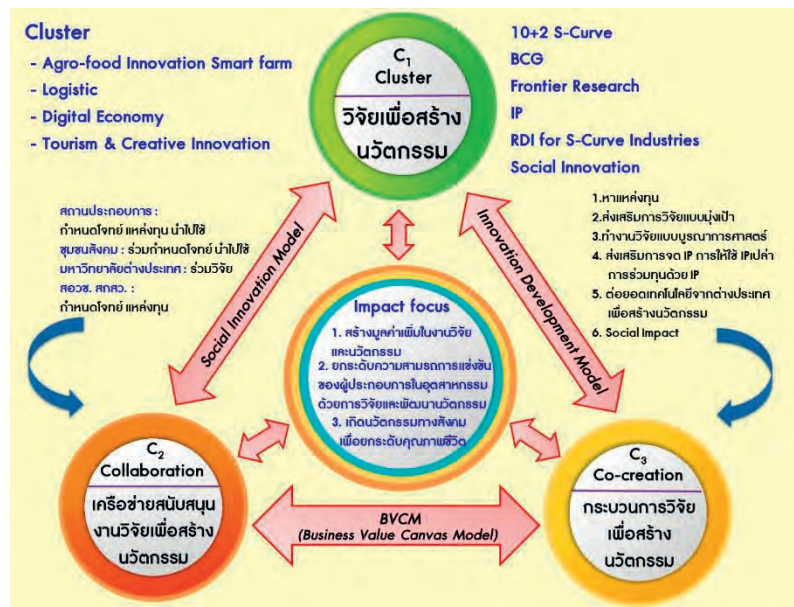 Cluster
- Agro-food Innovation Smart farm
- Logistic
- Digital Economy
- Tourism & Creative Innovation
C1
Cluster
วิจัยเพื่อสร้าง
นวัตกรรม
10+2 S-Curve
BCG
Frontier Research
IP
RDI for S-Curve Industries
Social Innovation
สถานประกอบการ :
กำหนดโจทย์ แหล่งทุน นำไปใช้
ชุมชนสังคม : ร่วมกำหนดโจทย์ นำไปใช้
มหาวิทยาลัยต่างประเทศ : ร่วมวิจัย
สอวช. สกสว. :
กำหนดโจทย์ แหล่งทุน
Social Innovation Model
Innovation Development Model
1.หาแหล่งทุน
2.ส่งเสริมการวิจัยแบบมุ่งเป้า
3.ทำงานวิจัยแบบบูรณาการศาสตร์
4. ส่งเสริมการจด IP การให้ใช้ IPเปล่า
การร่วมทุนด้วย IP
5. ต่อยอดเทคโนโลยีจากต่างประเทศ
เพื่อสร้างนวัตกรรม
6. Social Impact
Impact focus
1. สร้างมูลค่าเพิ่มในงานวิจัย
และนวัตกรรม
2. ยกระดับความสามรถการแข่งขัน
ของผู้ประกอบการในอุตสาหกรรม
ด้วยการวิจัยและพัฒนานวัตกรรม
3. เกิดนวัตกรรมทางสังคม
เพื่อยกระดับคุณภาพชีวิต
C2
Collaboration
เครือข่ายสนับสนุน
งานวิจัยเพื่อสร้าง
นวัตกรรม
BVCM
(Business Value Canvas Model)
C3
Co-creation
กระบวนการวิจัย
เพื่อสร้าง
นวัตกรรม